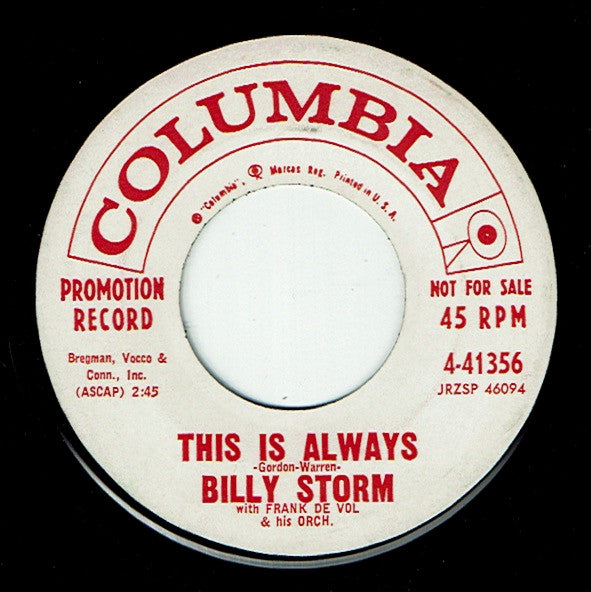 COLUMBIA
® "Columbia", Marcas Reg. Printed in U.S.A.
PROMOTION
RECORD
Bregman, Vocco &
Conn., Inc.
(ASCAP) 2:45
NOT FOR SALE
45 RPM
4-41356
JRZSP 46094
THIS IS ALWAYS
-Gordon-Warren-
BILLY STORM
with FRANK DE VOL
& his ORCH.